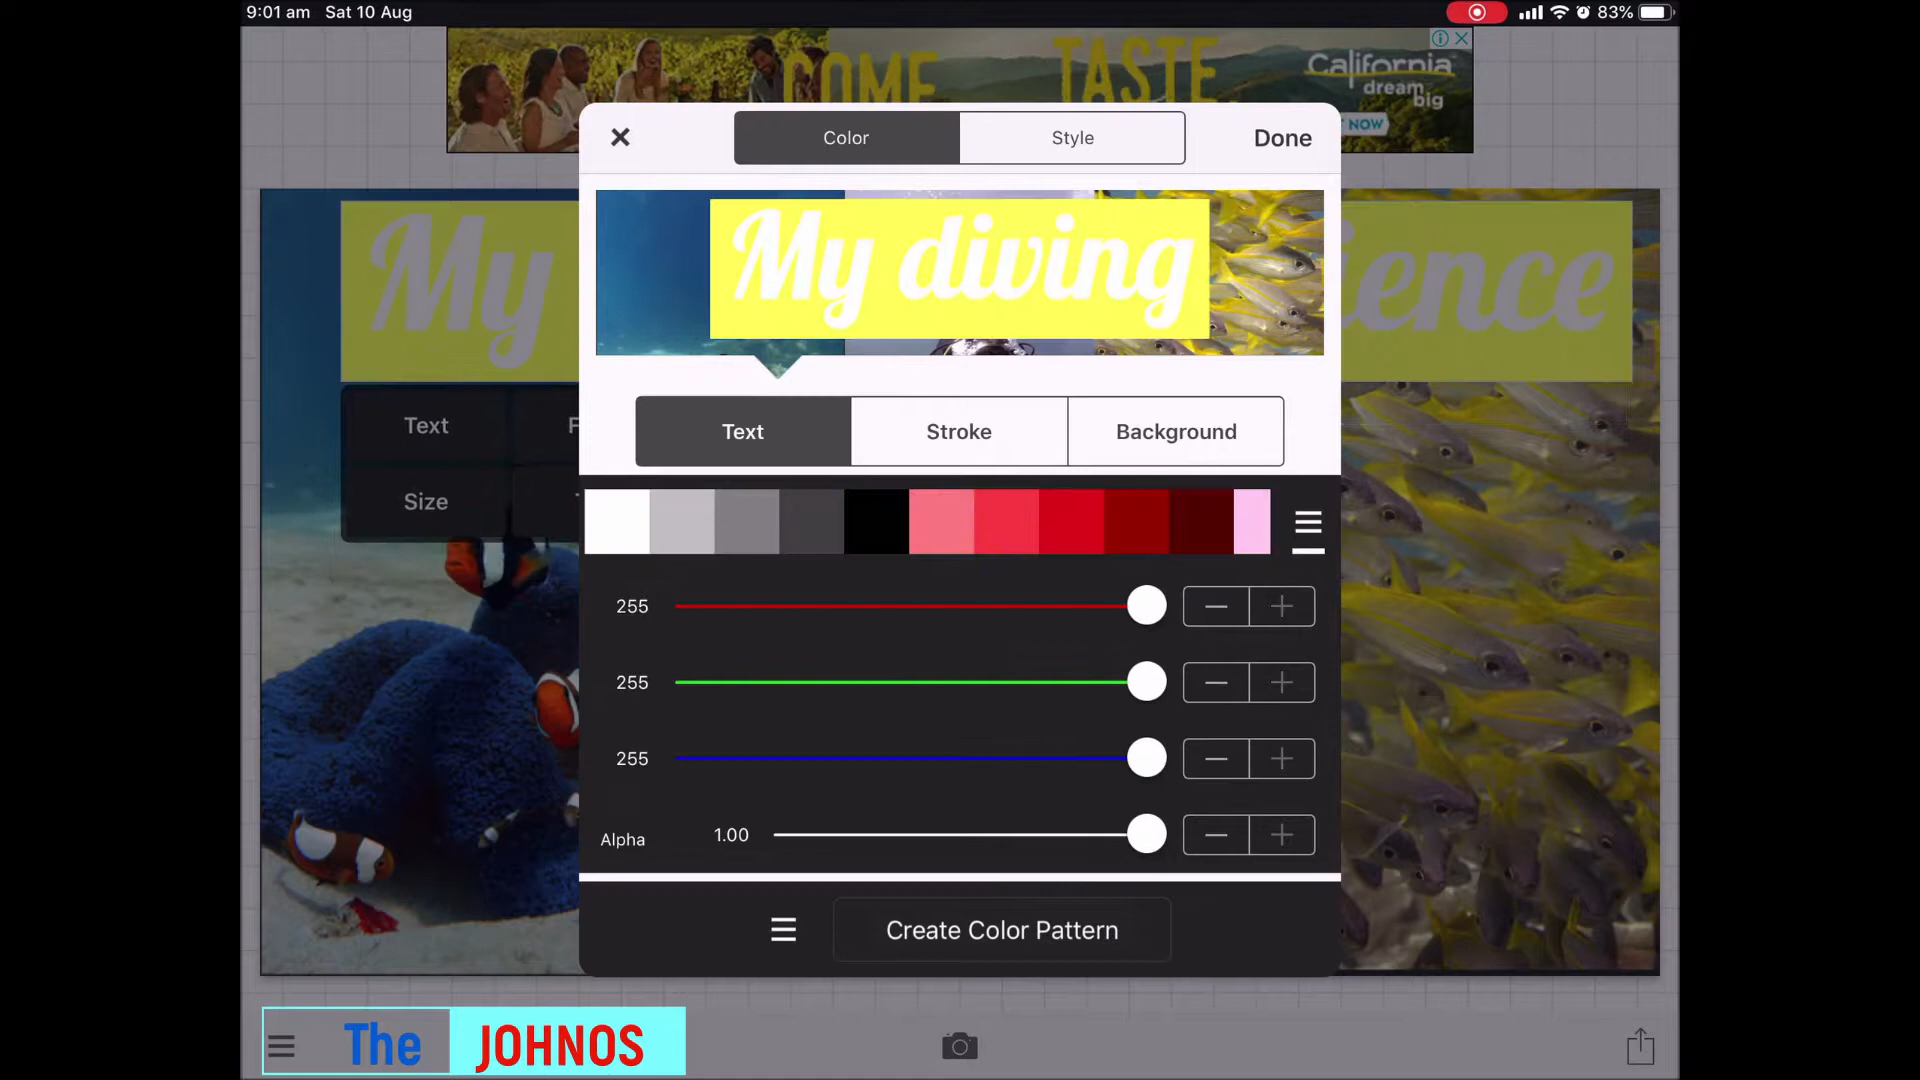 9:01 am Sat 10 Aug 83%
COME TASTE
California
dream
big
NOW
Color Style Done
My diving
My ience
Text Stroke Background
Text F
Size
255
255
255
Alpha 1.00
Create Color Pattern
The JOHNOS